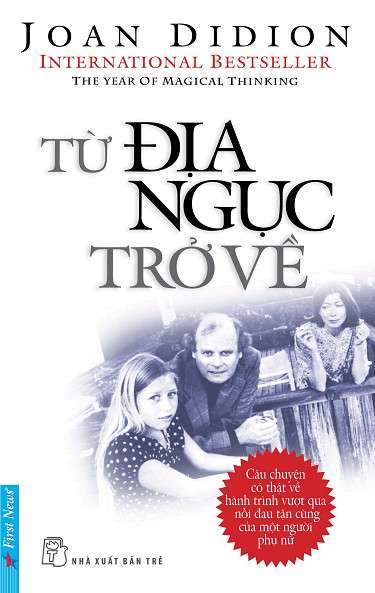 JOAN DIDION
INTERNATIONAL BESTSELLER
THE YEAR OF MAGICAL THINKING
TỪ ĐỊA
NGỤC
TRỞ VỀ
Câu chuyện
có thật về
hành trình vượt qua
nỗi đau tận cùng
của một người
phụ nữ
First News
NHÀ XUẤT BẢN TRẺ